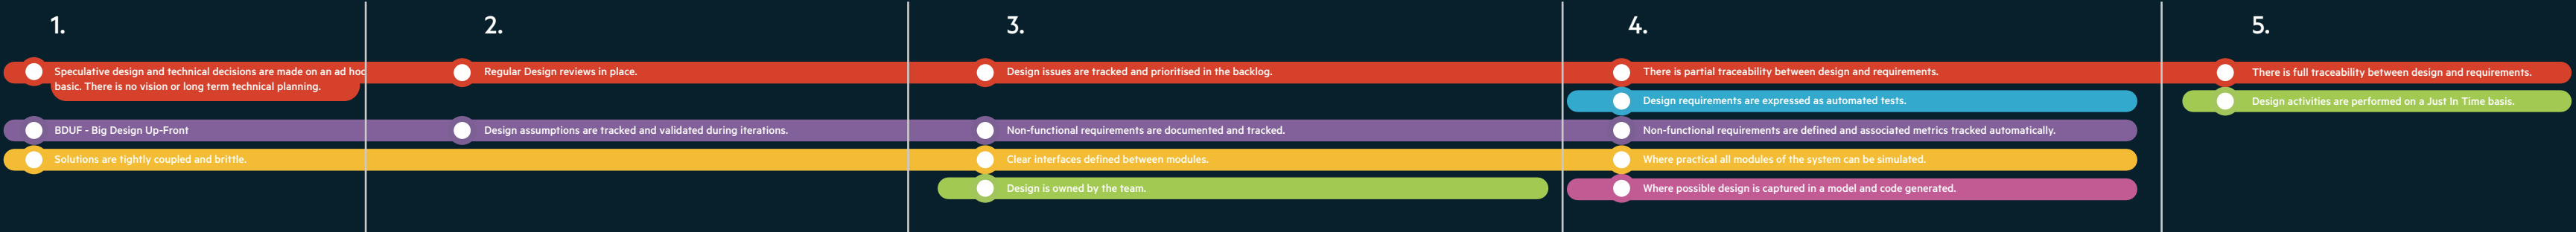 1.
Speculative design and technical decisions are made on an ad hoc
basic. There is no vision or long term technical planning.
BDUF - Big Design Up-Front
Solutions are tightly coupled and brittle.
2.
Regular Design reviews in place.
Design assumptions are tracked and validated during iterations.
3.
Design issues are tracked and prioritised in the backlog.
Non-functional requirements are documented and tracked.
Clear interfaces defined between modules.
Design is owned by the team.
4.
There is partial traceability between design and requirements.
Design requirements are expressed as automated tests.
Non-functional requirements are defined and associated metrics tracked automatically.
Where practical all modules of the system can be simulated.
Where possible design is captured in a model and code generated.
5.
There is full traceability between design and requirements.
Design activities are performed on a Just In Time basis.